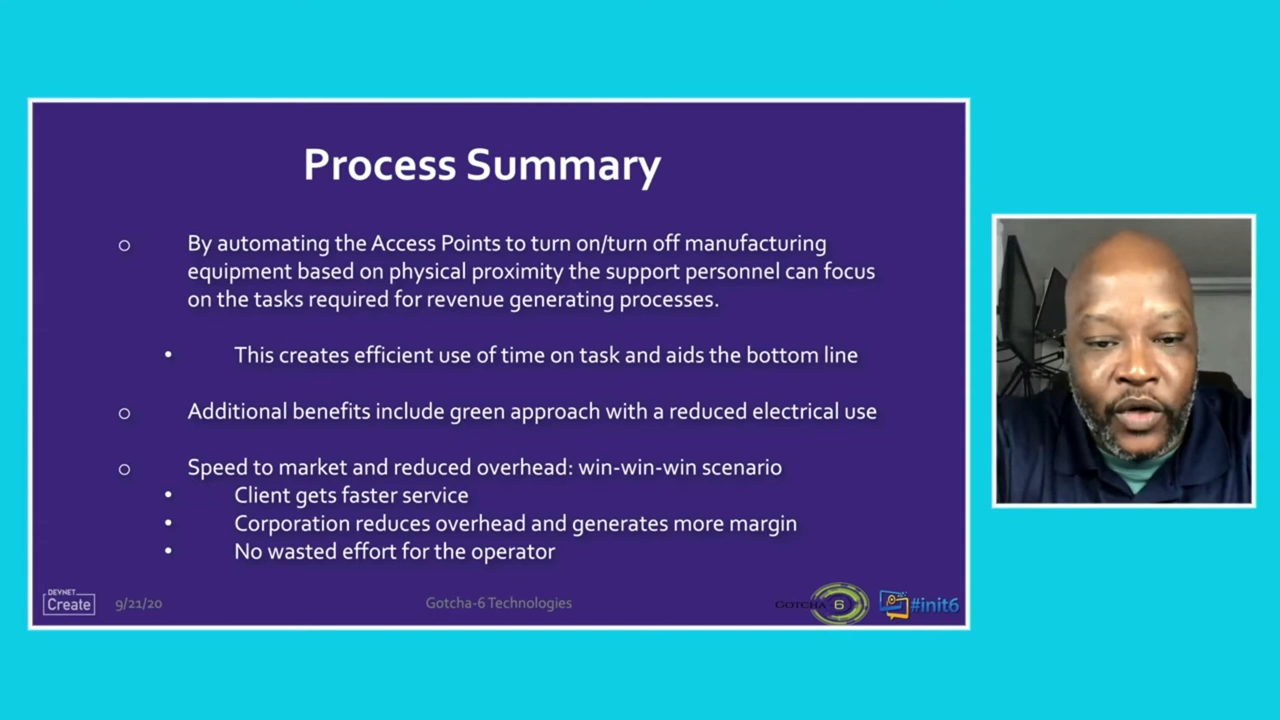 Process Summary
o By automating the Access Points to turn on/turn off manufacturing
equipment based on physical proximity the support personnel can focus
on the tasks required for revenue generating processes.
• This creates efficient use of time on task and aids the bottom line
o Additional benefits include green approach with a reduced electrical use
o Speed to market and reduced overhead: win-win-win scenario
• Client gets faster service
• Corporation reduces overhead and generates more margin
• No wasted effort for the operator
DEVNET
Create
9/21/20
Gotcha-6 Technologies
GOTCHA 6
#init6